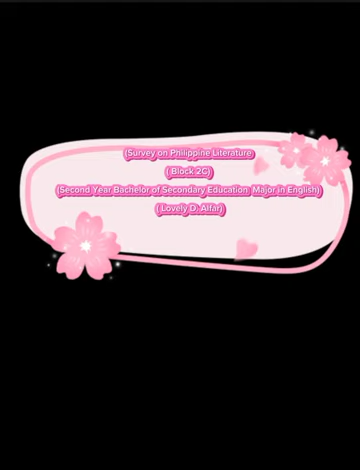 (Survey on Philippine Literature
( Block 2C)
(Second Year Bachelor of Secondary Education Major in English)
( Lovely D. Alfar)